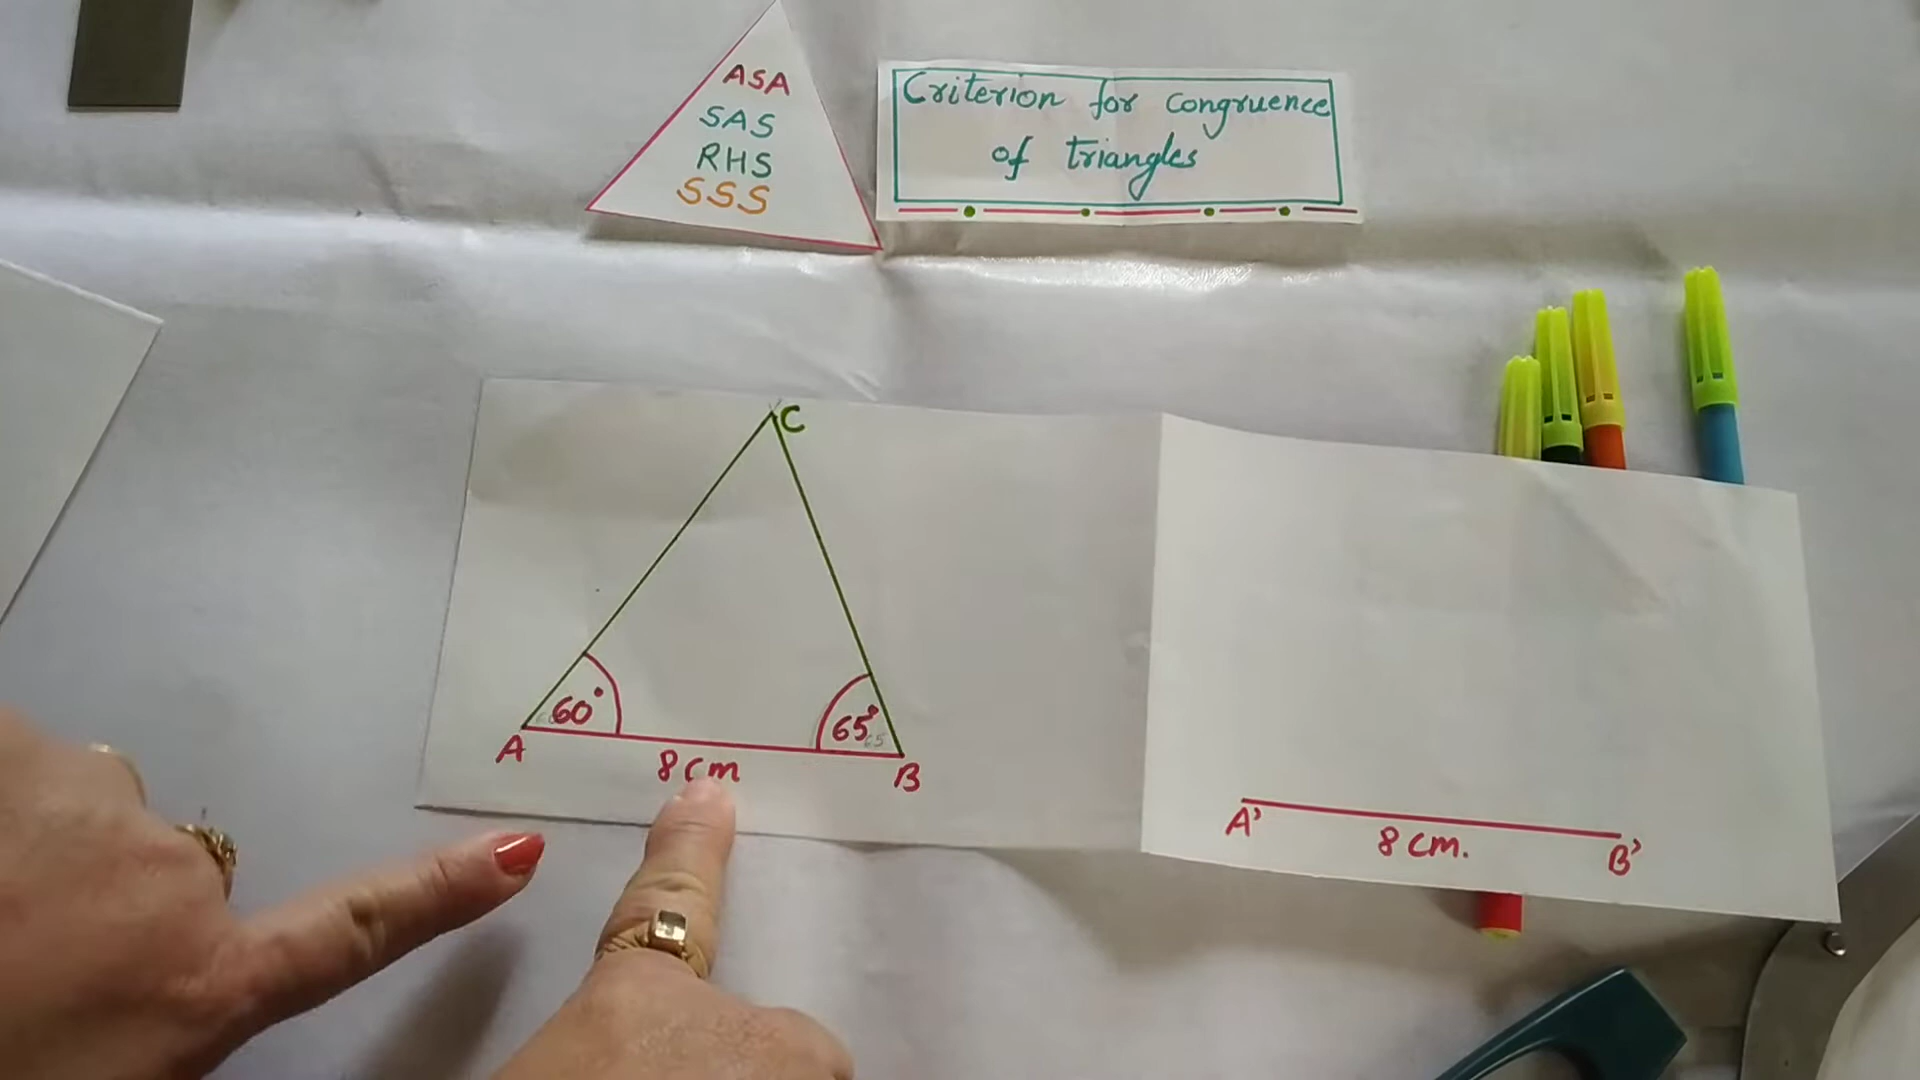 ASA
SAS
RHS
SSS
Criterion for congruence
of triangles
C
60°
65°
A
8 cm
B
A'
8 cm.
B'